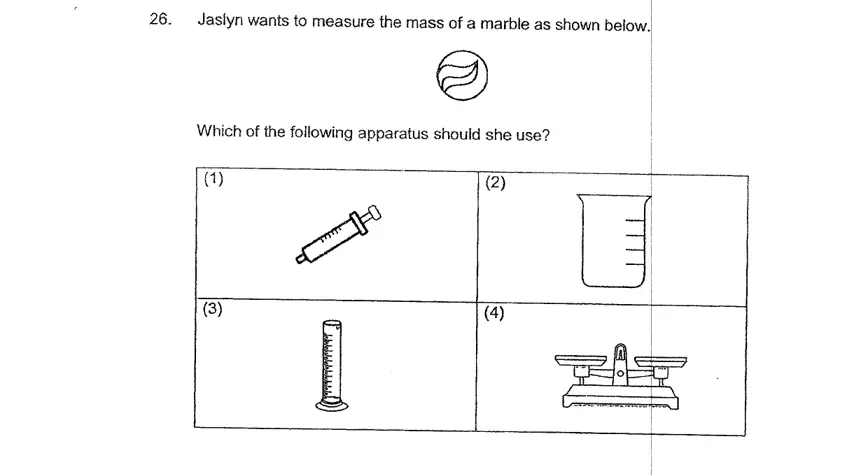 26. Jaslyn wants to measure the mass of a marble as shown below.
Which of the following apparatus should she use?
(1)
(2)
(3)
(4)